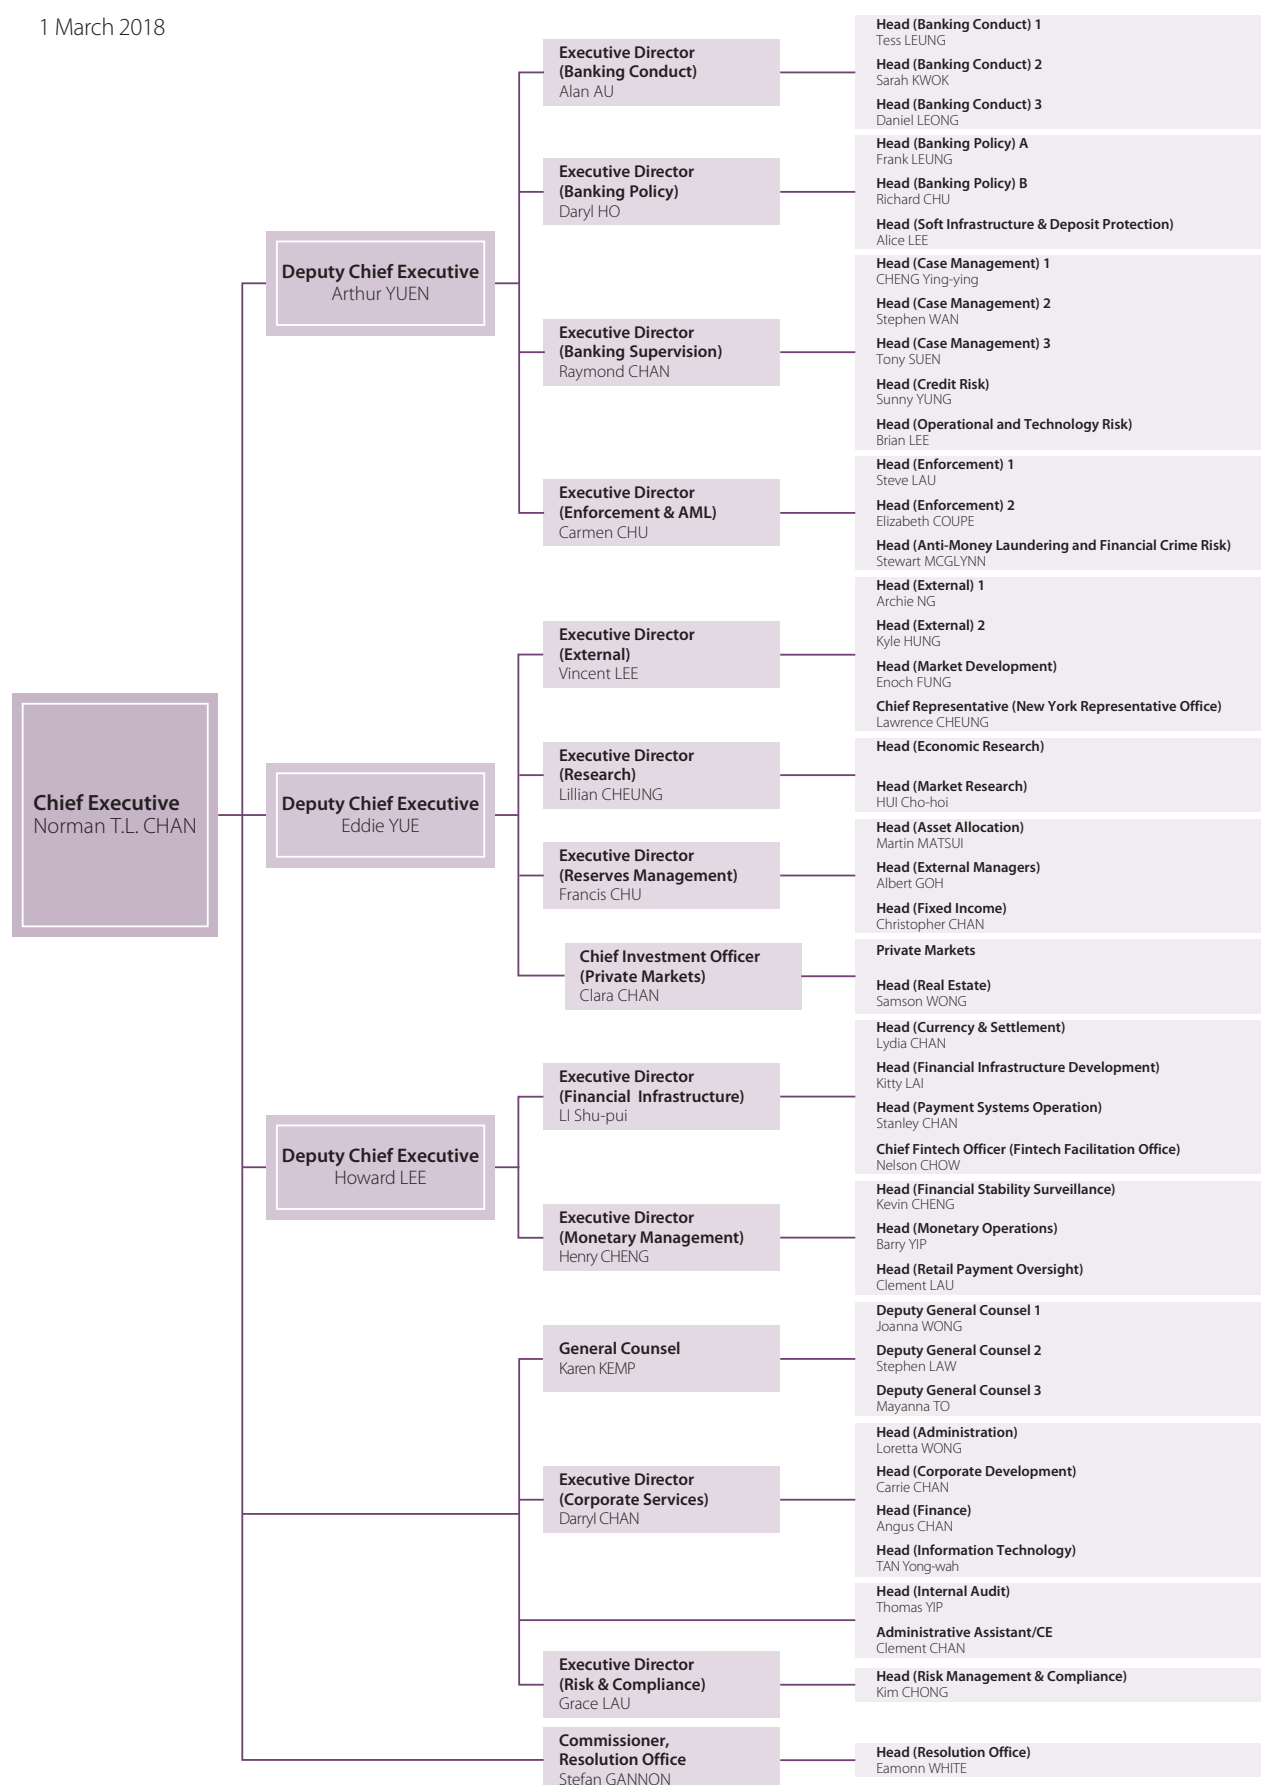 1 March 2018
Chief Executive
Norman T.L. CHAN
Deputy Chief Executive
Arthur YUEN
Executive Director
(Banking Conduct)
Alan AU
Head (Banking Conduct) 1
Tess LEUNG
Head (Banking Conduct) 2
Sarah KWOK
Head (Banking Conduct) 3
Daniel LEONG
Executive Director
(Banking Policy)
Daryl HO
Head (Banking Policy) A
Frank LEUNG
Head (Banking Policy) B
Richard CHU
Head (Soft Infrastructure & Deposit Protection)
Alice LEE
Executive Director
(Banking Supervision)
Raymond CHAN
Head (Case Management) 1
CHENG Ying-ying
Head (Case Management) 2
Stephen WAN
Head (Case Management) 3
Tony SUEN
Head (Credit Risk)
Sunny YUNG
Head (Operational and Technology Risk)
Brian LEE
Executive Director
(Enforcement & AML)
Carmen CHU
Head (Enforcement) 1
Steve LAU
Head (Enforcement) 2
Elizabeth COUPE
Head (Anti-Money Laundering and Financial Crime Risk)
Stewart MCGLYNN
Deputy Chief Executive
Eddie YUE
Executive Director
(External)
Vincent LEE
Head (External) 1
Archie NG
Head (External) 2
Kyle HUNG
Head (Market Development)
Enoch FUNG
Chief Representative (New York Representative Office)
Lawrence CHEUNG
Executive Director
(Research)
Lillian CHEUNG
Head (Economic Research)
Head (Market Research)
HUI Cho-hoi
Executive Director
(Reserves Management)
Francis CHU
Head (Asset Allocation)
Martin MATSUI
Head (External Managers)
Albert GOH
Head (Fixed Income)
Christopher CHAN
Chief Investment Officer
(Private Markets)
Clara CHAN
Private Markets
Head (Real Estate)
Samson WONG
Deputy Chief Executive
Howard LEE
Executive Director
(Financial Infrastructure)
LI Shu-pui
Head (Currency & Settlement)
Lydia CHAN
Head (Financial Infrastructure Development)
Kitty LAI
Head (Payment Systems Operation)
Stanley CHAN
Chief Fintech Officer (Fintech Facilitation Office)
Nelson CHOW
Executive Director
(Monetary Management)
Henry CHENG
Head (Financial Stability Surveillance)
Kevin CHENG
Head (Monetary Operations)
Barry YIP
Head (Retail Payment Oversight)
Clement LAU
General Counsel
Karen KEMP
Deputy General Counsel 1
Joanna WONG
Deputy General Counsel 2
Stephen LAW
Deputy General Counsel 3
Mayanna TO
Executive Director
(Corporate Services)
Darryl CHAN
Head (Administration)
Loretta WONG
Head (Corporate Development)
Carrie CHAN
Head (Finance)
Angus CHAN
Head (Information Technology)
TAN Yong-wah
Head (Internal Audit)
Thomas YIP
Administrative Assistant/CE
Clement CHAN
Executive Director
(Risk & Compliance)
Grace LAU
Head (Risk Management & Compliance)
Kim CHONG
Commissioner,
Resolution Office
Stefan GANNON
Head (Resolution Office)
Eamonn WHITE